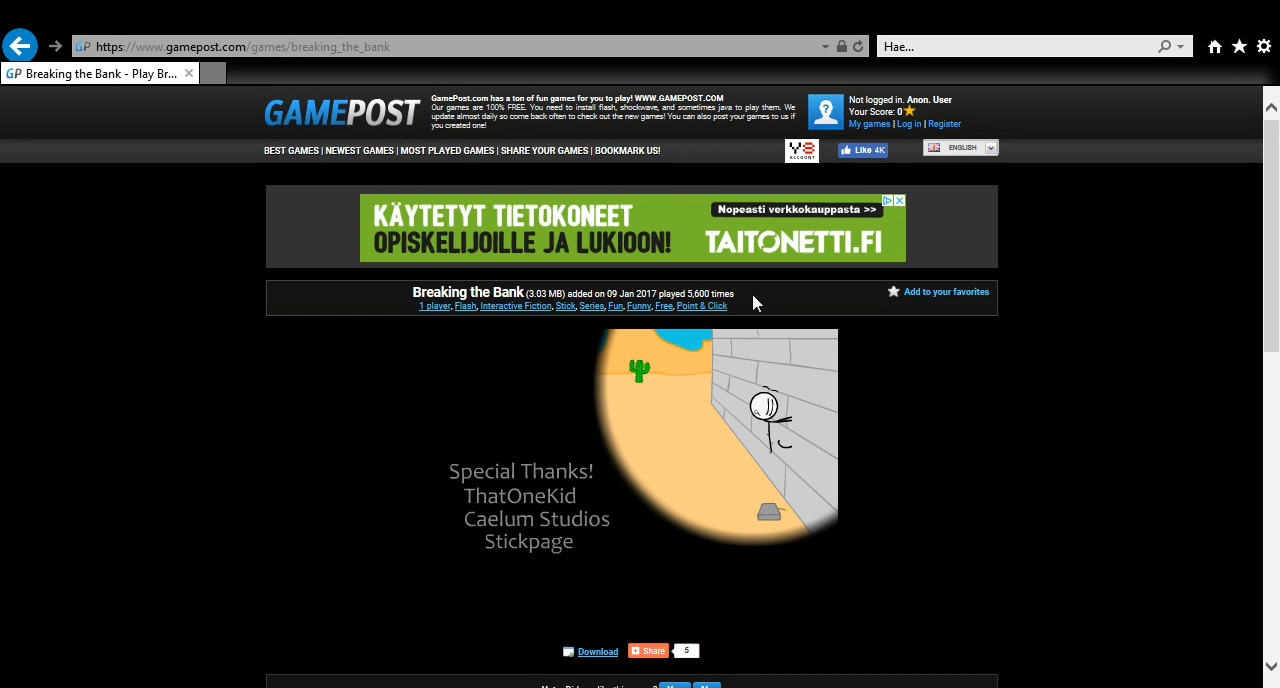 GP https://www.gamepost.com/games/breaking_the_bank
Hae...
GP Breaking the Bank - Play Br...
GAMEPOST
GamePost.com has a ton of fun games for you to play! WWW.GAMEPOST.COM
Our games are 100% FREE. You need to install flash, shockwave, and sometimes java to play them. We
update almost daily so come back often to check out the new games! You can also post your games to us if
you created one!
Not logged in. Anon. User
Your Score: 0
My games | Log in | Register
BEST GAMES | NEWEST GAMES | MOST PLAYED GAMES | SHARE YOUR GAMES | BOOKMARK US!
Y8
ACCOUNT
Like 4K
ENGLISH
KÄYTETYT TIETOKONEET
OPISKELIJOILLE JA LUKIOON!
Nopeasti verkkokauppasta >>
TAITONETTI.FI
Breaking the Bank (3.03 MB) added on 09 Jan 2017 played 5,600 times
1 player, Flash, Interactive Fiction, Stick, Series, Fun, Funny, Free, Point & Click
Add to your favorites
Special Thanks!
ThatOneKid
Caelum Studios
Stickpage
Download
Share
5